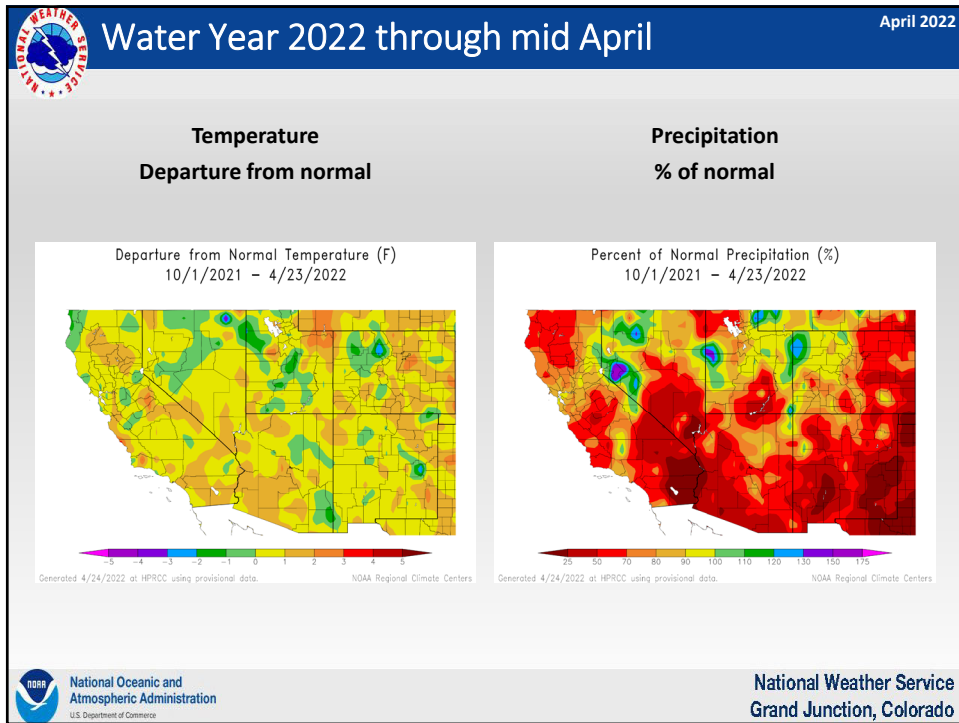 NATIONAL WEATHER SERVICE
Water Year 2022 through mid April
April 2022
Temperature
Departure from normal
Precipitation
% of normal
Departure from Normal Temperature (F)
10/1/2021 – 4/23/2022
-5 -4 -3 -2 -1 0 1 2 3 4 5
Generated 4/24/2022 at HPRCC using provisional data.
NOAA Regional Climate Centers
Percent of Normal Precipitation (%)
10/1/2021 – 4/23/2022
25 50 70 80 90 100 110 120 130 150 175
Generated 4/24/2022 at HPRCC using provisional data.
NOAA Regional Climate Centers
NOAA
National Oceanic and
Atmospheric Administration
U.S. Department of Commerce
National Weather Service
Grand Junction, Colorado